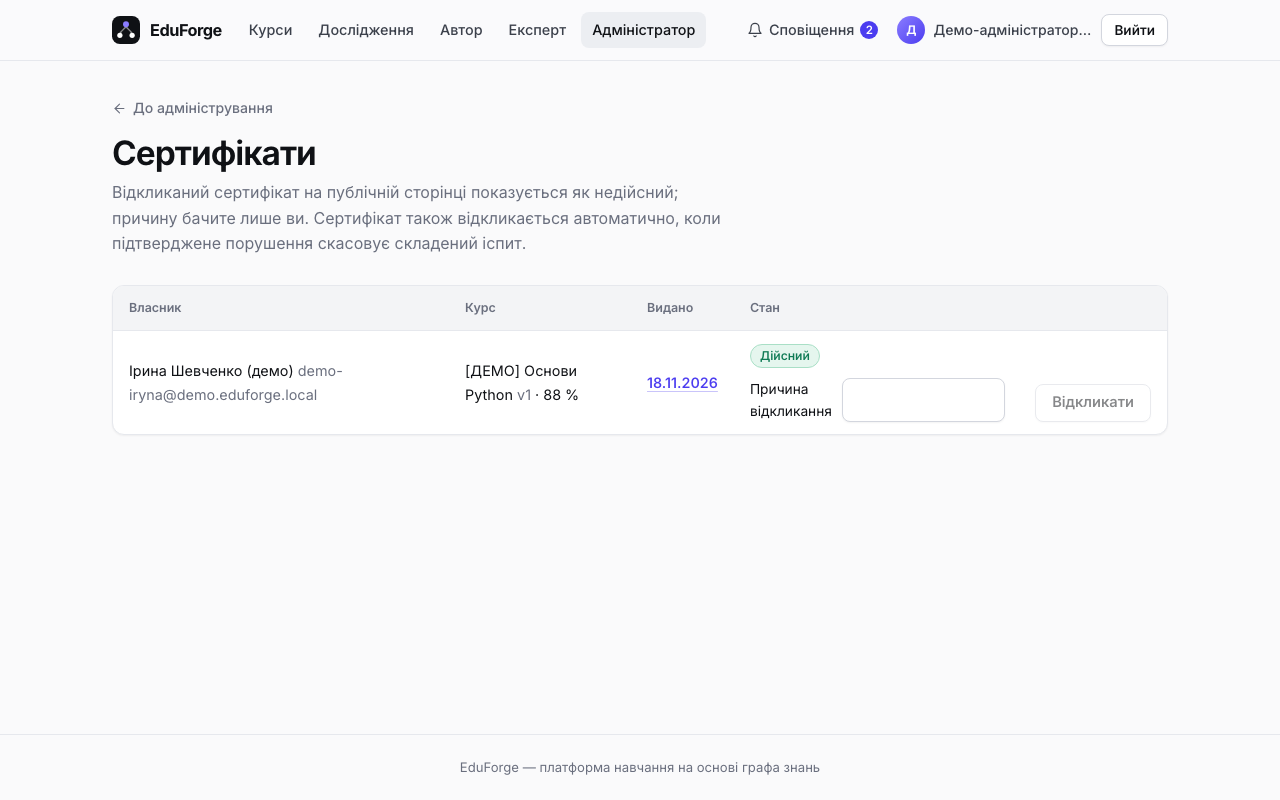 EduForge Курси Дослідження Автор Експерт Адміністратор Сповіщення 2 Д Демо-адміністратор... Вийти
← До адміністрування
Сертифікати
Відкликаний сертифікат на публічній сторінці показується як недійсний;
причину бачите лише ви. Сертифікат також відкликається автоматично, коли
підтверджене порушення скасовує складений іспит.
Власник Курс Видано Стан
Ірина Шевченко (демо) demo-
iryna@demo.eduforge.local
[ДЕМО] Основи
Python v1 · 88 %
18.11.2026
Дійсний
Причина
відкликання
Відкликати
EduForge — платформа навчання на основі графа знань